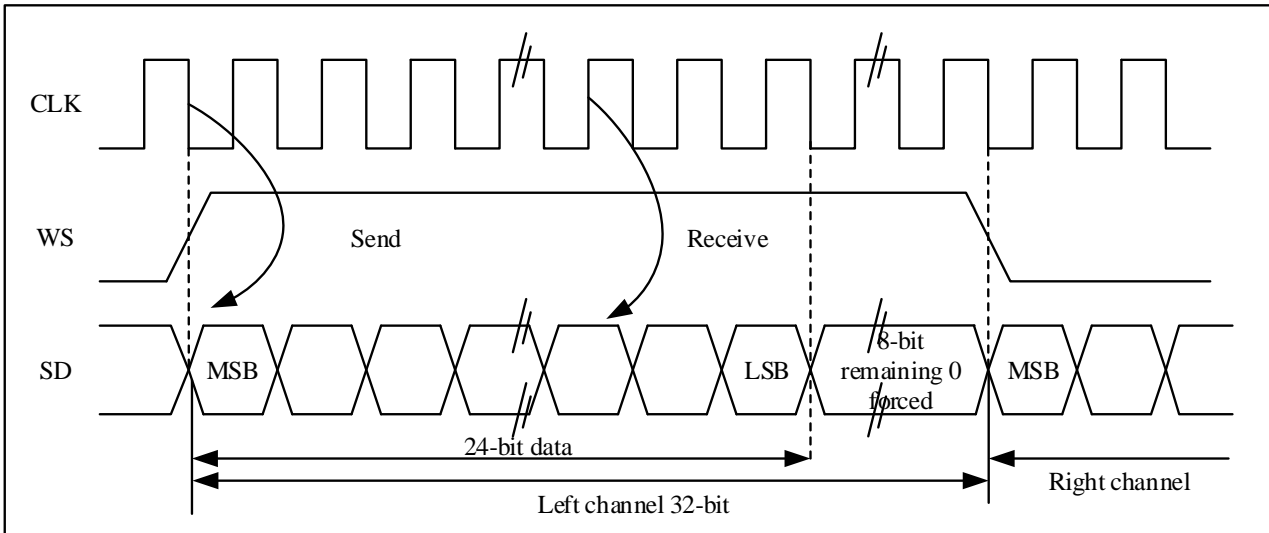 CLK
WS
Send
Receive
SD
MSB
LSB
8-bit
remaining 0
forced
MSB
24-bit data
Left channel 32-bit
Right channel